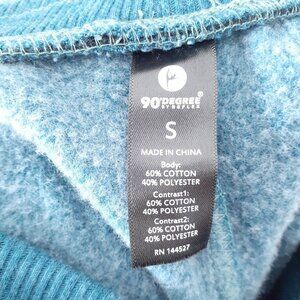 90°DEGREE
BY REFLEX
S
MADE IN CHINA
Body:
60% COTTON
40% POLYESTER
Contrast1:
60% COTTON
40% POLYESTER
Contrast2:
60% COTTON
40% POLYESTER
RN 144527